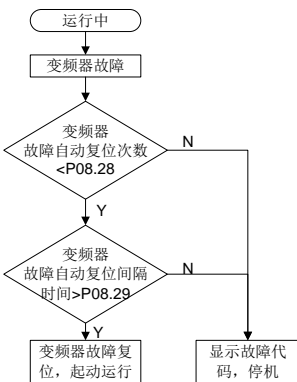 运行中
变频器故障
变频器
故障自动复位次数
<P08.28
N
Y
变频器
故障自动复位间隔
时间>P08.29
N
Y
变频器故障复
位，起动运行
显示故障代
码，停机